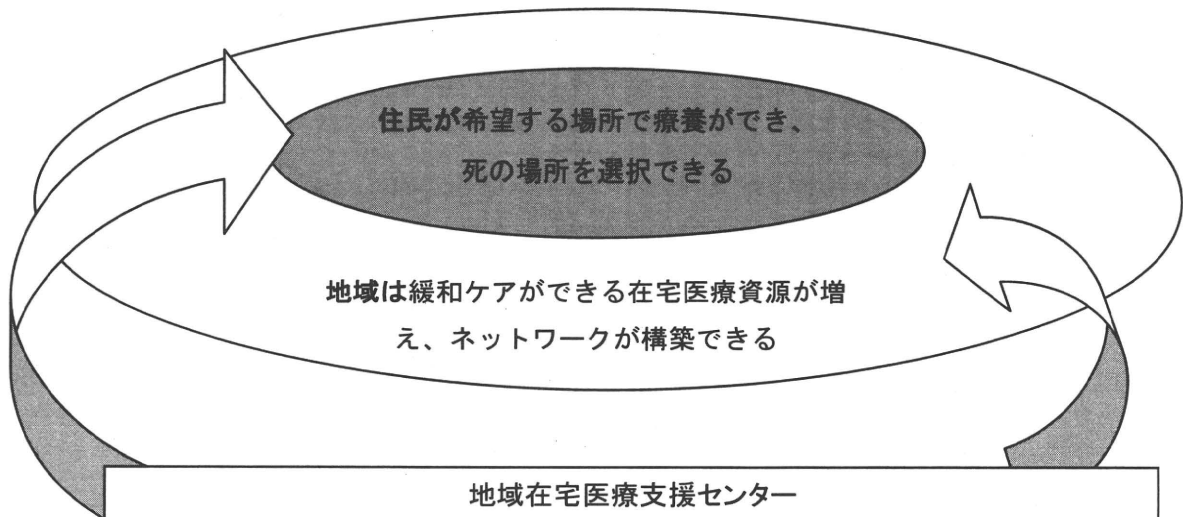 住民が希望する場所で療養ができ、
死の場所を選択できる
地域は緩和ケアができる在宅医療資源が増
え、ネットワークが構築できる
地域在宅医療支援センター